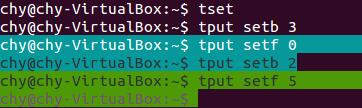 chy@chy-VirtualBox:~$ tset
chy@chy-VirtualBox:~$ tput setb 3
chy@chy-VirtualBox:~$ tput setf 0
chy@chy-VirtualBox:~$ tput setb 2
chy@chy-VirtualBox:~$ tput setf 5
chy@chy-VirtualBox:~$